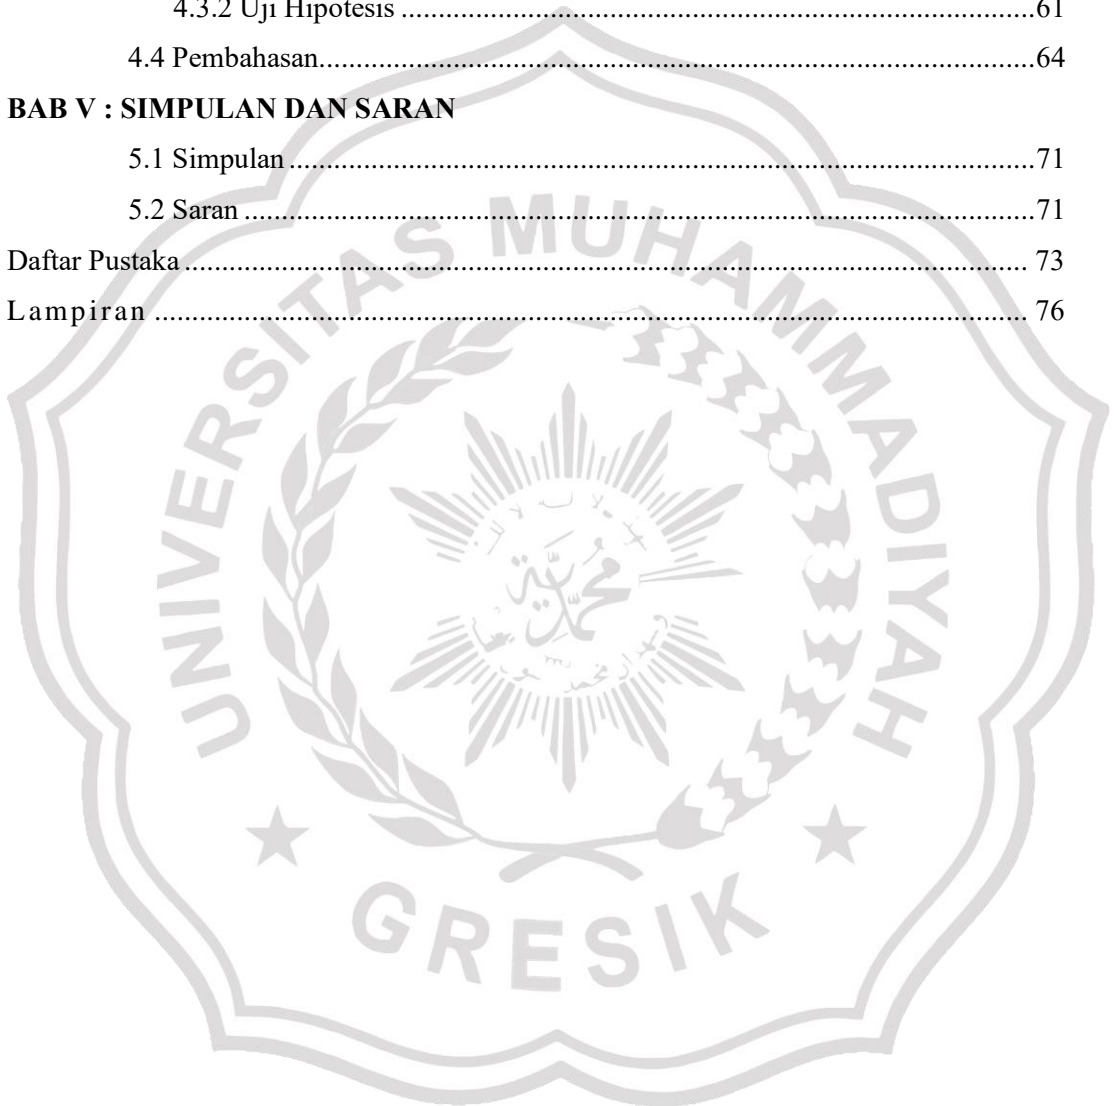 4.3.2 Uji Hipotesis ........................................................................................61
4.4 Pembahasan...................................................................................................64
BAB V : SIMPULAN DAN SARAN
5.1 Simpulan.......................................................................................................71
5.2 Saran .............................................................................................................71
Daftar Pustaka..................................................................................................................... 73
Lampiran ......................................................................................................................... 76
UNIVERSITAS MUHAMMADIYAH
محمدية
GRESIK